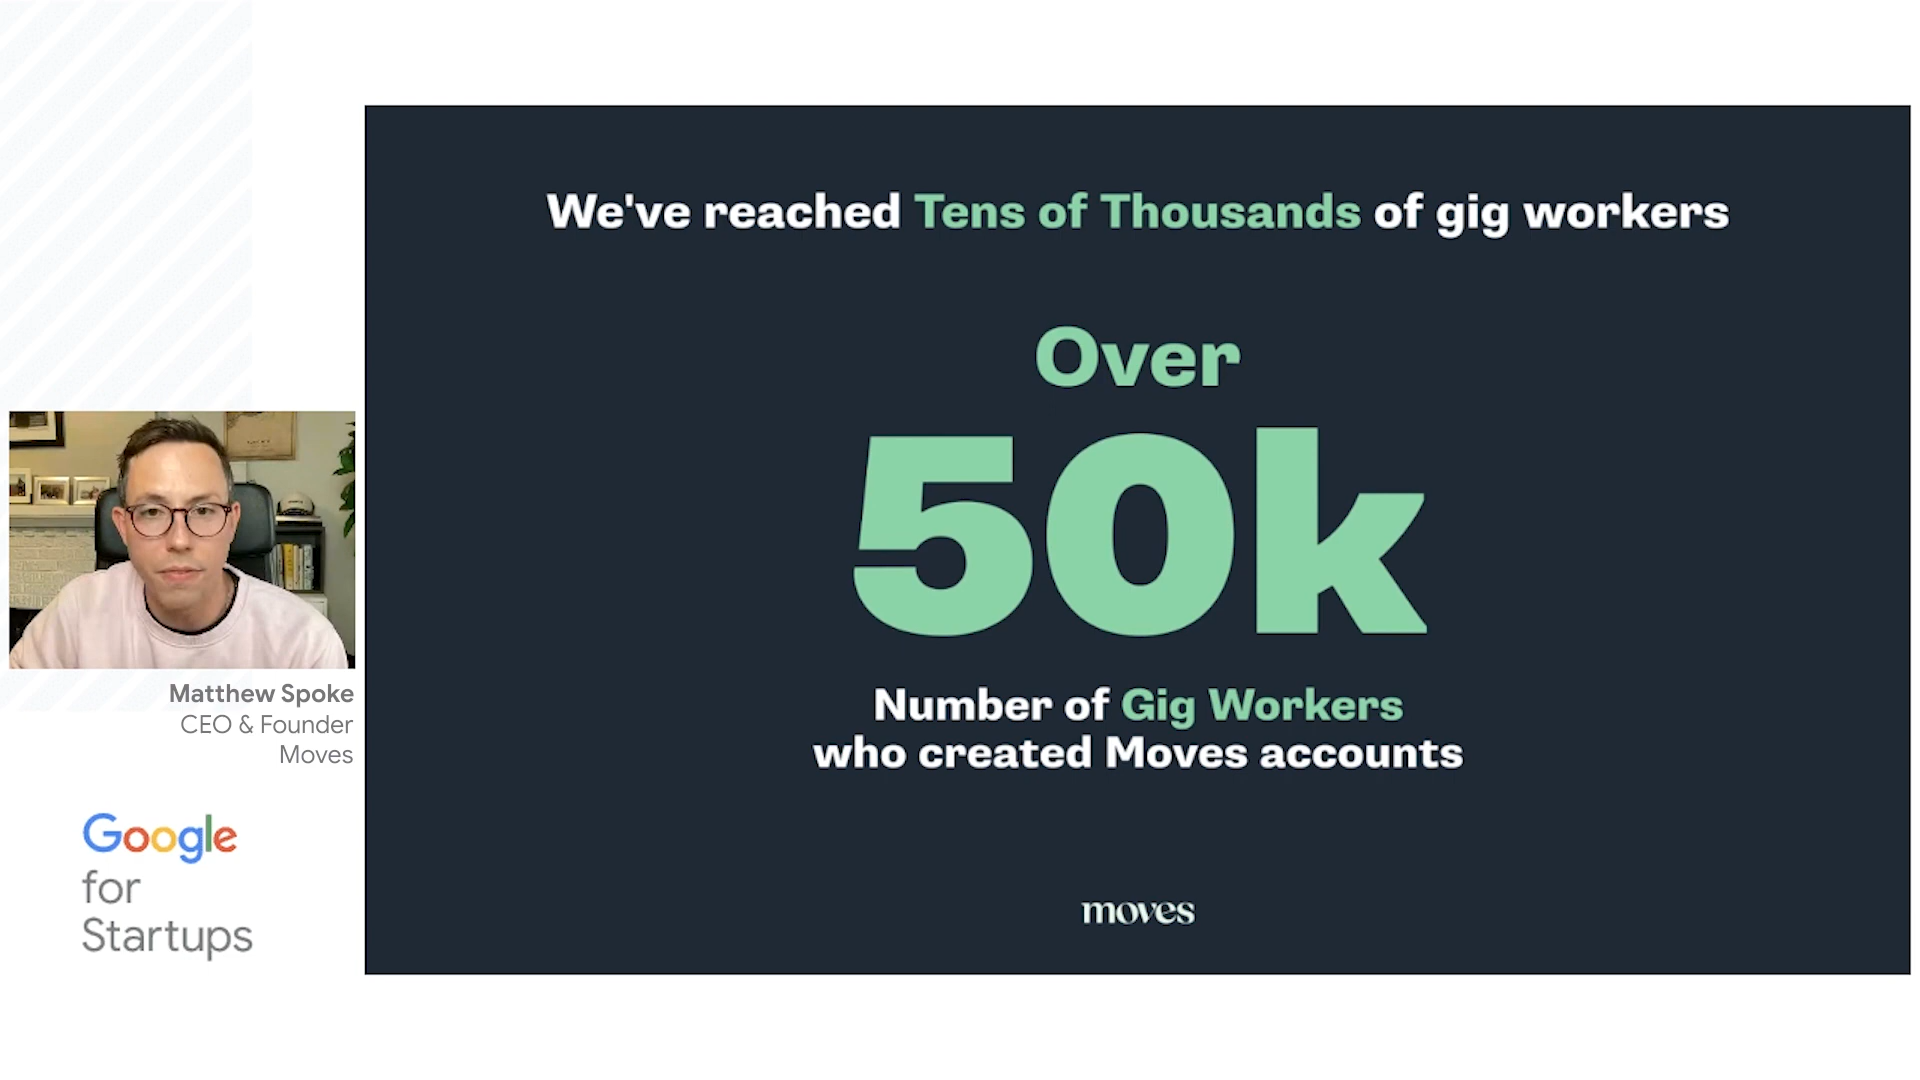 We've reached Tens of Thousands of gig workers
Over
50k
Number of Gig Workers
who created Moves accounts
moves
Matthew Spoke
CEO & Founder
Moves
Google
for
Startups